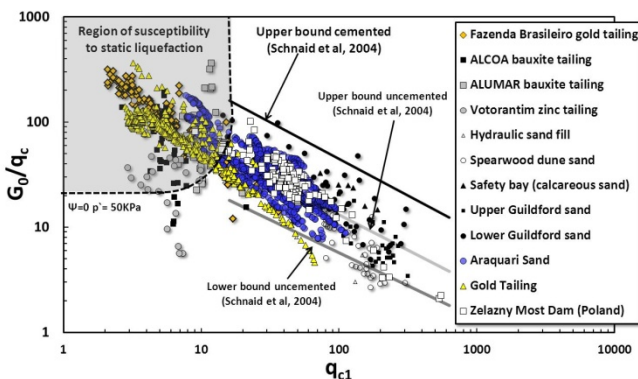 1000
100
10
1
G₀/qc
Region of susceptibility
to static liquefaction
Upper bound cemented
(Schnaid et al, 2004)
Upper bound uncemented
(Schnaid et al, 2004)
Ψ=0 p`= 50KPa
Lower bound uncemented
(Schnaid et al, 2004)
Fazenda Brasileiro gold tailing
ALCOA bauxite tailing
ALUMAR bauxite tailing
Votorantim zinc tailing
Hydraulic sand fill
Spearwood dune sand
Safety bay (calcareous sand)
Upper Guildford sand
Lower Guildford sand
Araquari Sand
Gold Tailing
Zelazny Most Dam (Poland)
1 10 100 1000 10000
qc1